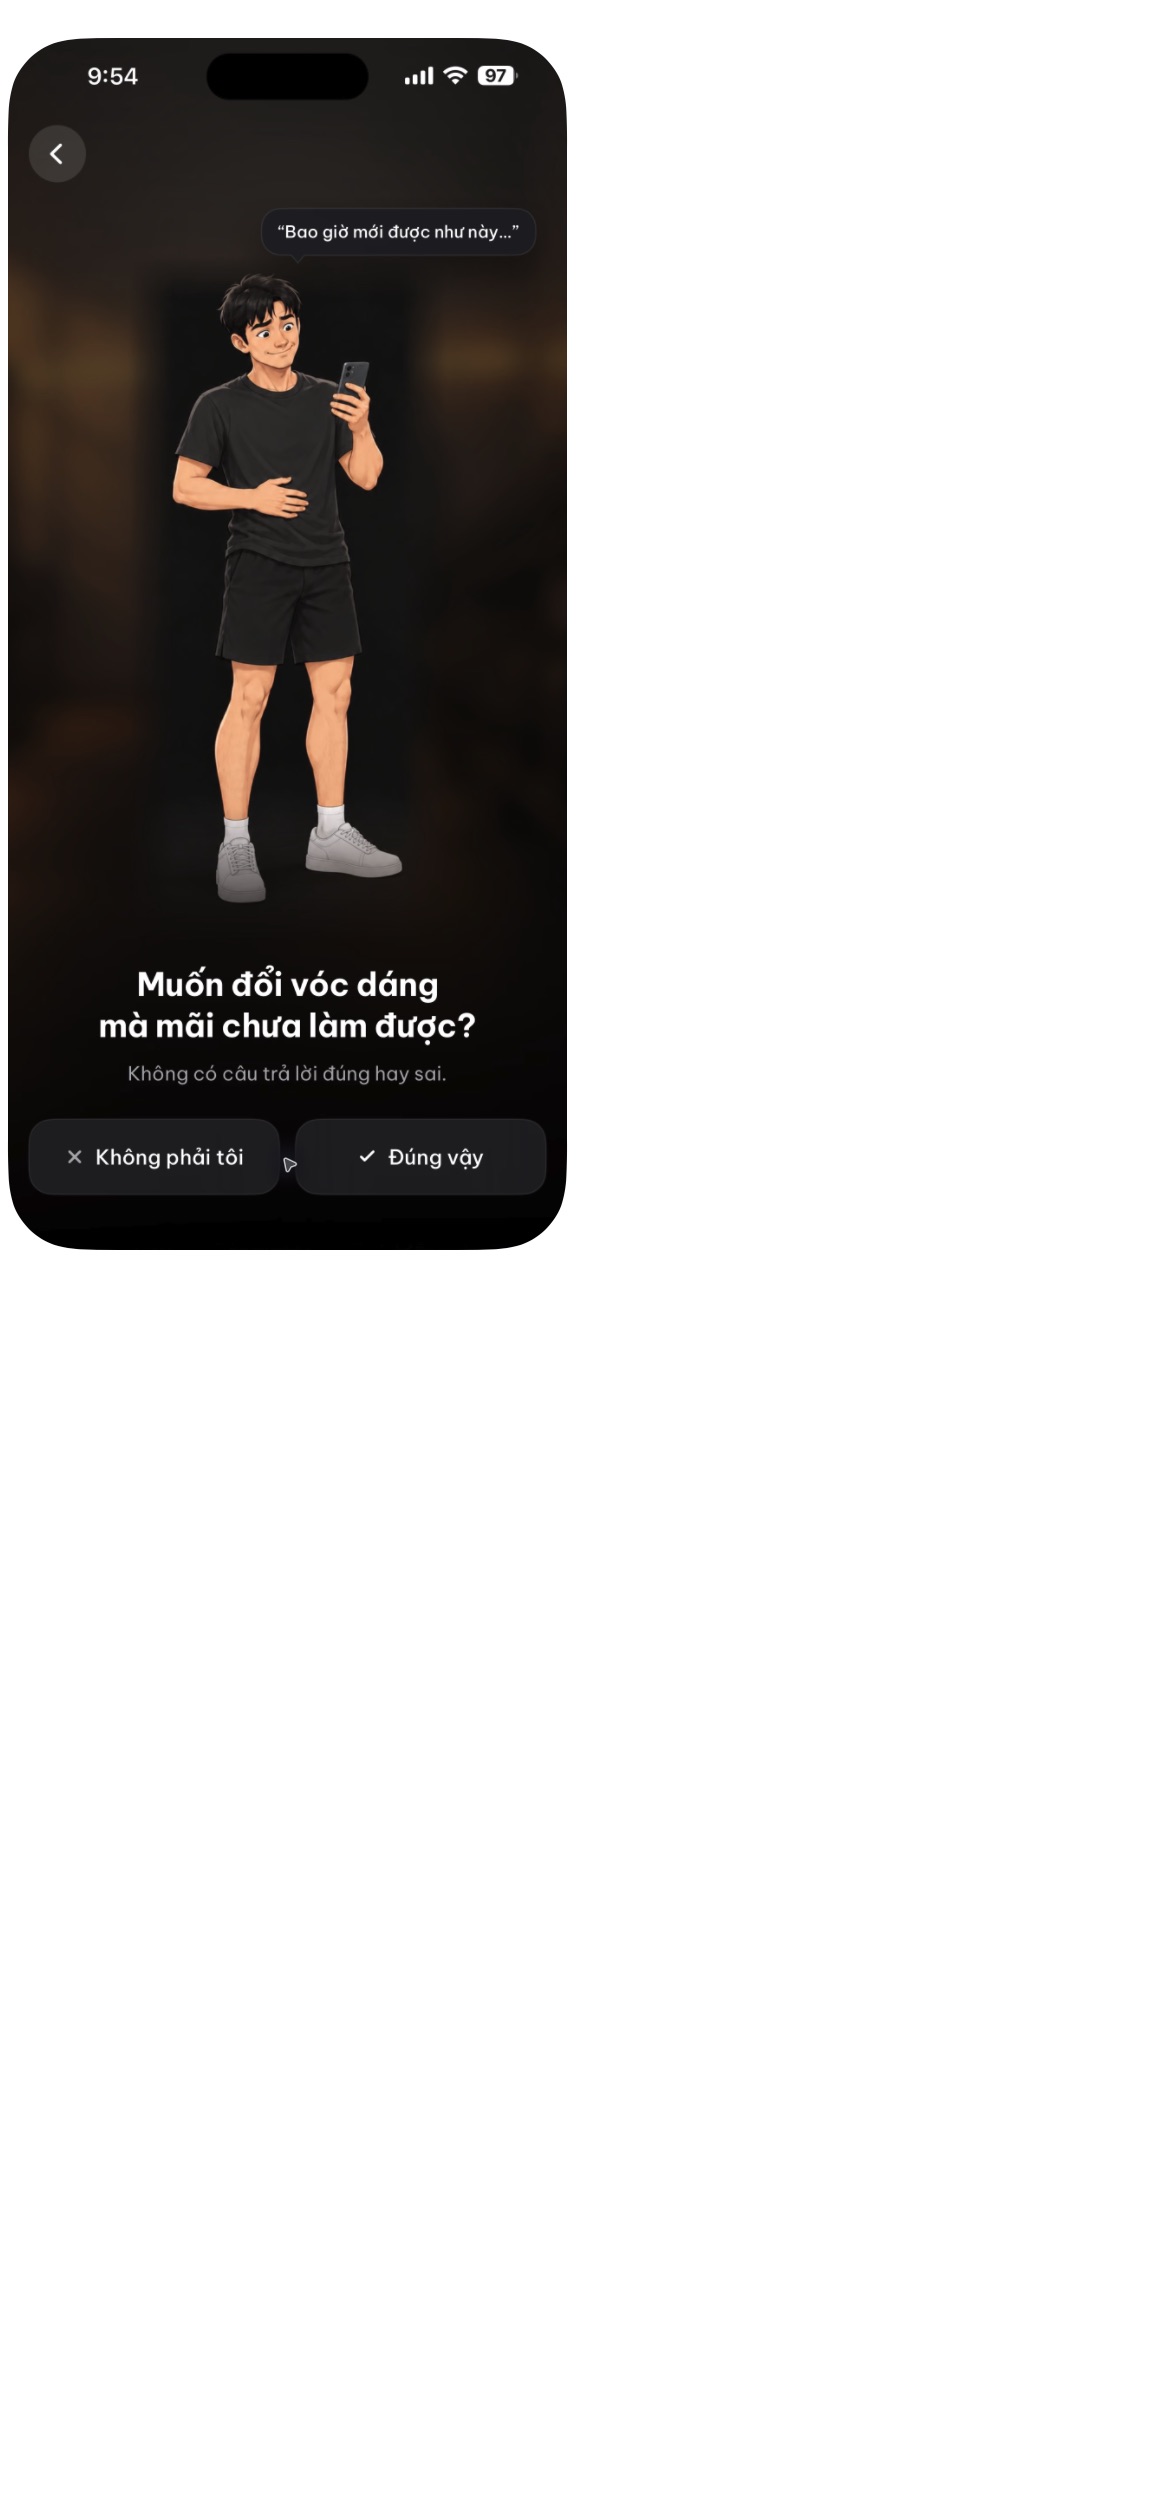 9:54
97
“Bao giờ mới được như này...”
Muốn đổi vóc dáng
mà mãi chưa làm được?
Không có câu trả lời đúng hay sai.
Không phải tôi
Đúng vậy